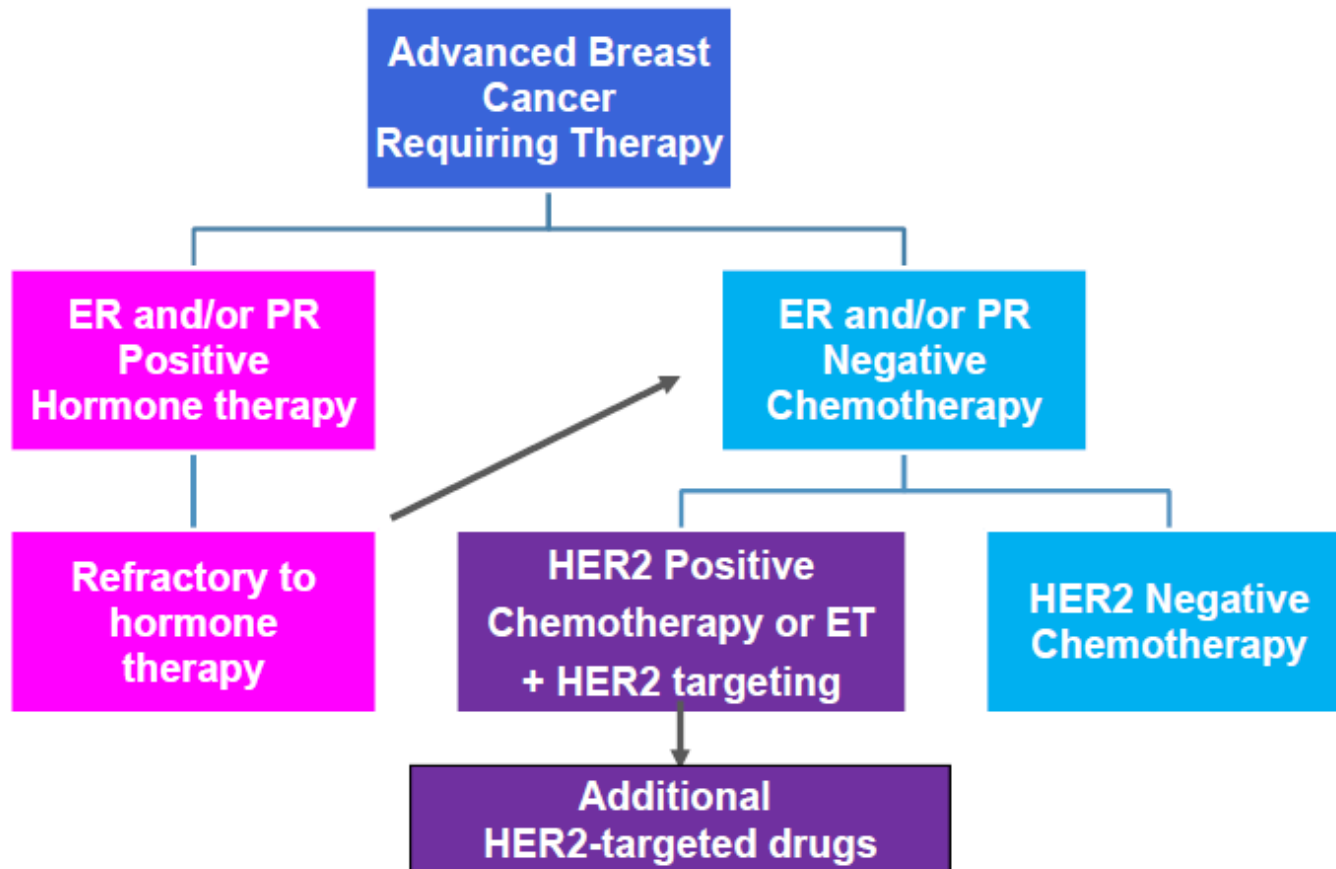 Advanced Breast
Cancer
Requiring Therapy
ER and/or PR
Positive
Hormone therapy
ER and/or PR
Negative
Chemotherapy
Refractory to
hormone
therapy
HER2 Positive
Chemotherapy or ET
+ HER2 targeting
HER2 Negative
Chemotherapy
Additional
HER2-targeted drugs